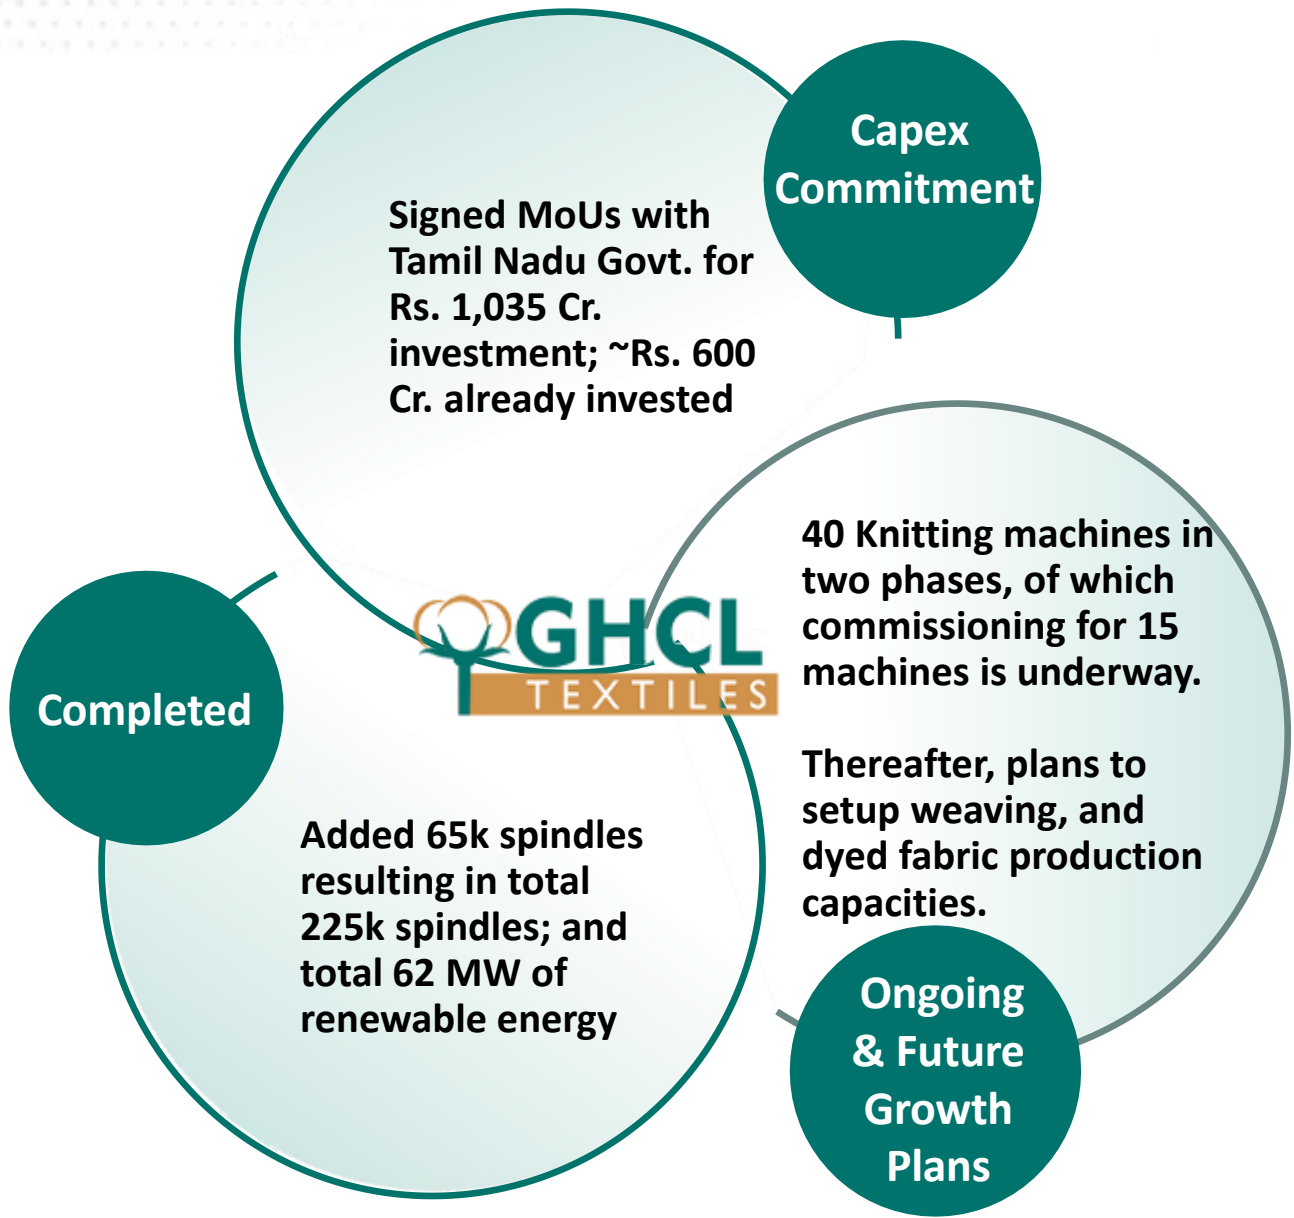 Capex
Commitment
Signed MoUs with
Tamil Nadu Govt. for
Rs. 1,035 Cr.
investment; ~Rs. 600
Cr. already invested
40 Knitting machines in
two phases, of which
commissioning for 15
machines is underway.
Thereafter, plans to
setup weaving, and
dyed fabric production
capacities.
GHCL
TEXTILES
Completed
Added 65k spindles
resulting in total
225k spindles; and
total 62 MW of
renewable energy
Ongoing
& Future
Growth
Plans